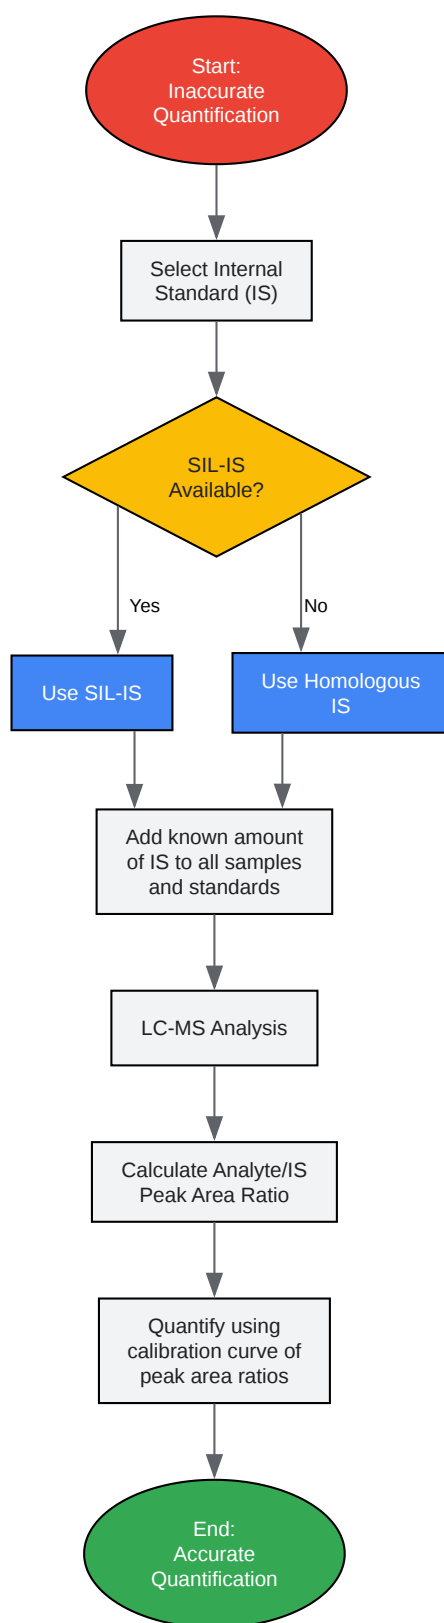 Start:
Inaccurate
Quantification
Select Internal
Standard (IS)
SIL-IS
Available?
Yes
No
Use SIL-IS
Use Homologous
IS
Add known amount
of IS to all samples
and standards
LC-MS Analysis
Calculate Analyte/IS
Peak Area Ratio
Quantify using
calibration curve of
peak area ratios
End:
Accurate
Quantification